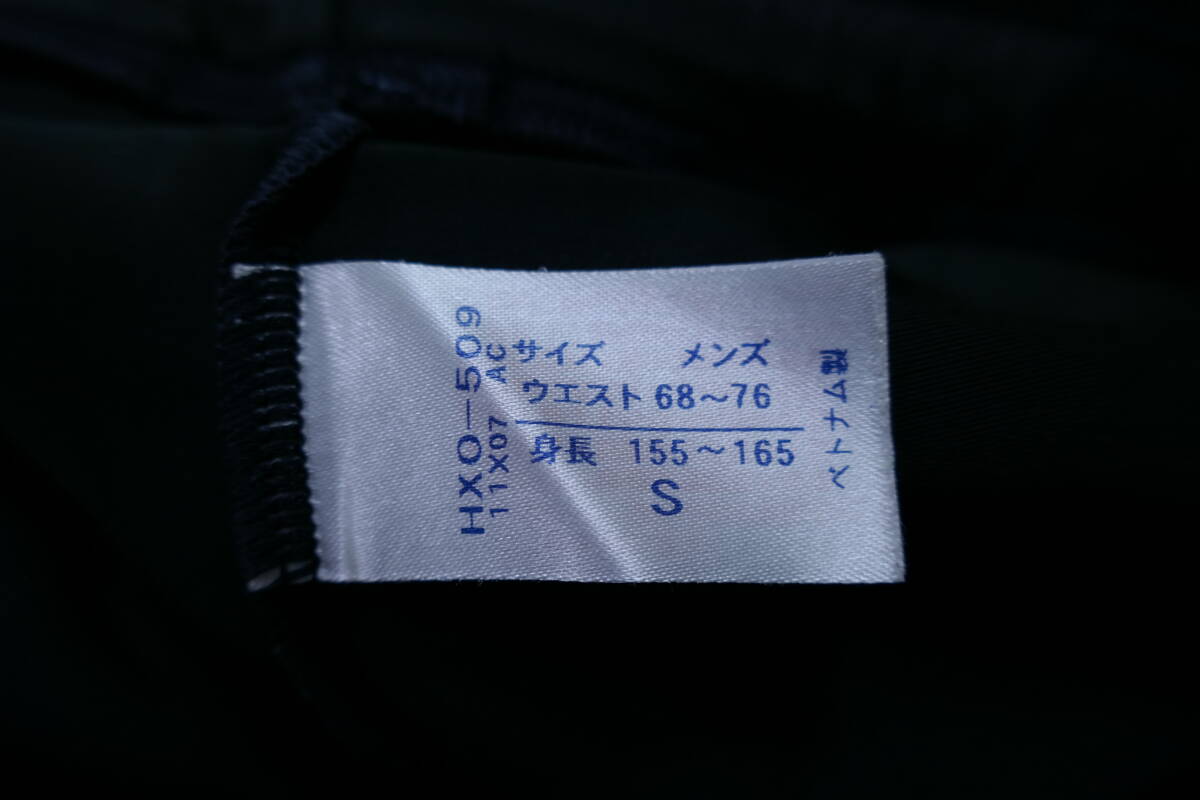 HXO-509
11X07 AC
サイズ メンズ
ウエスト 68～76
身長 155～165
S
ベトナム製